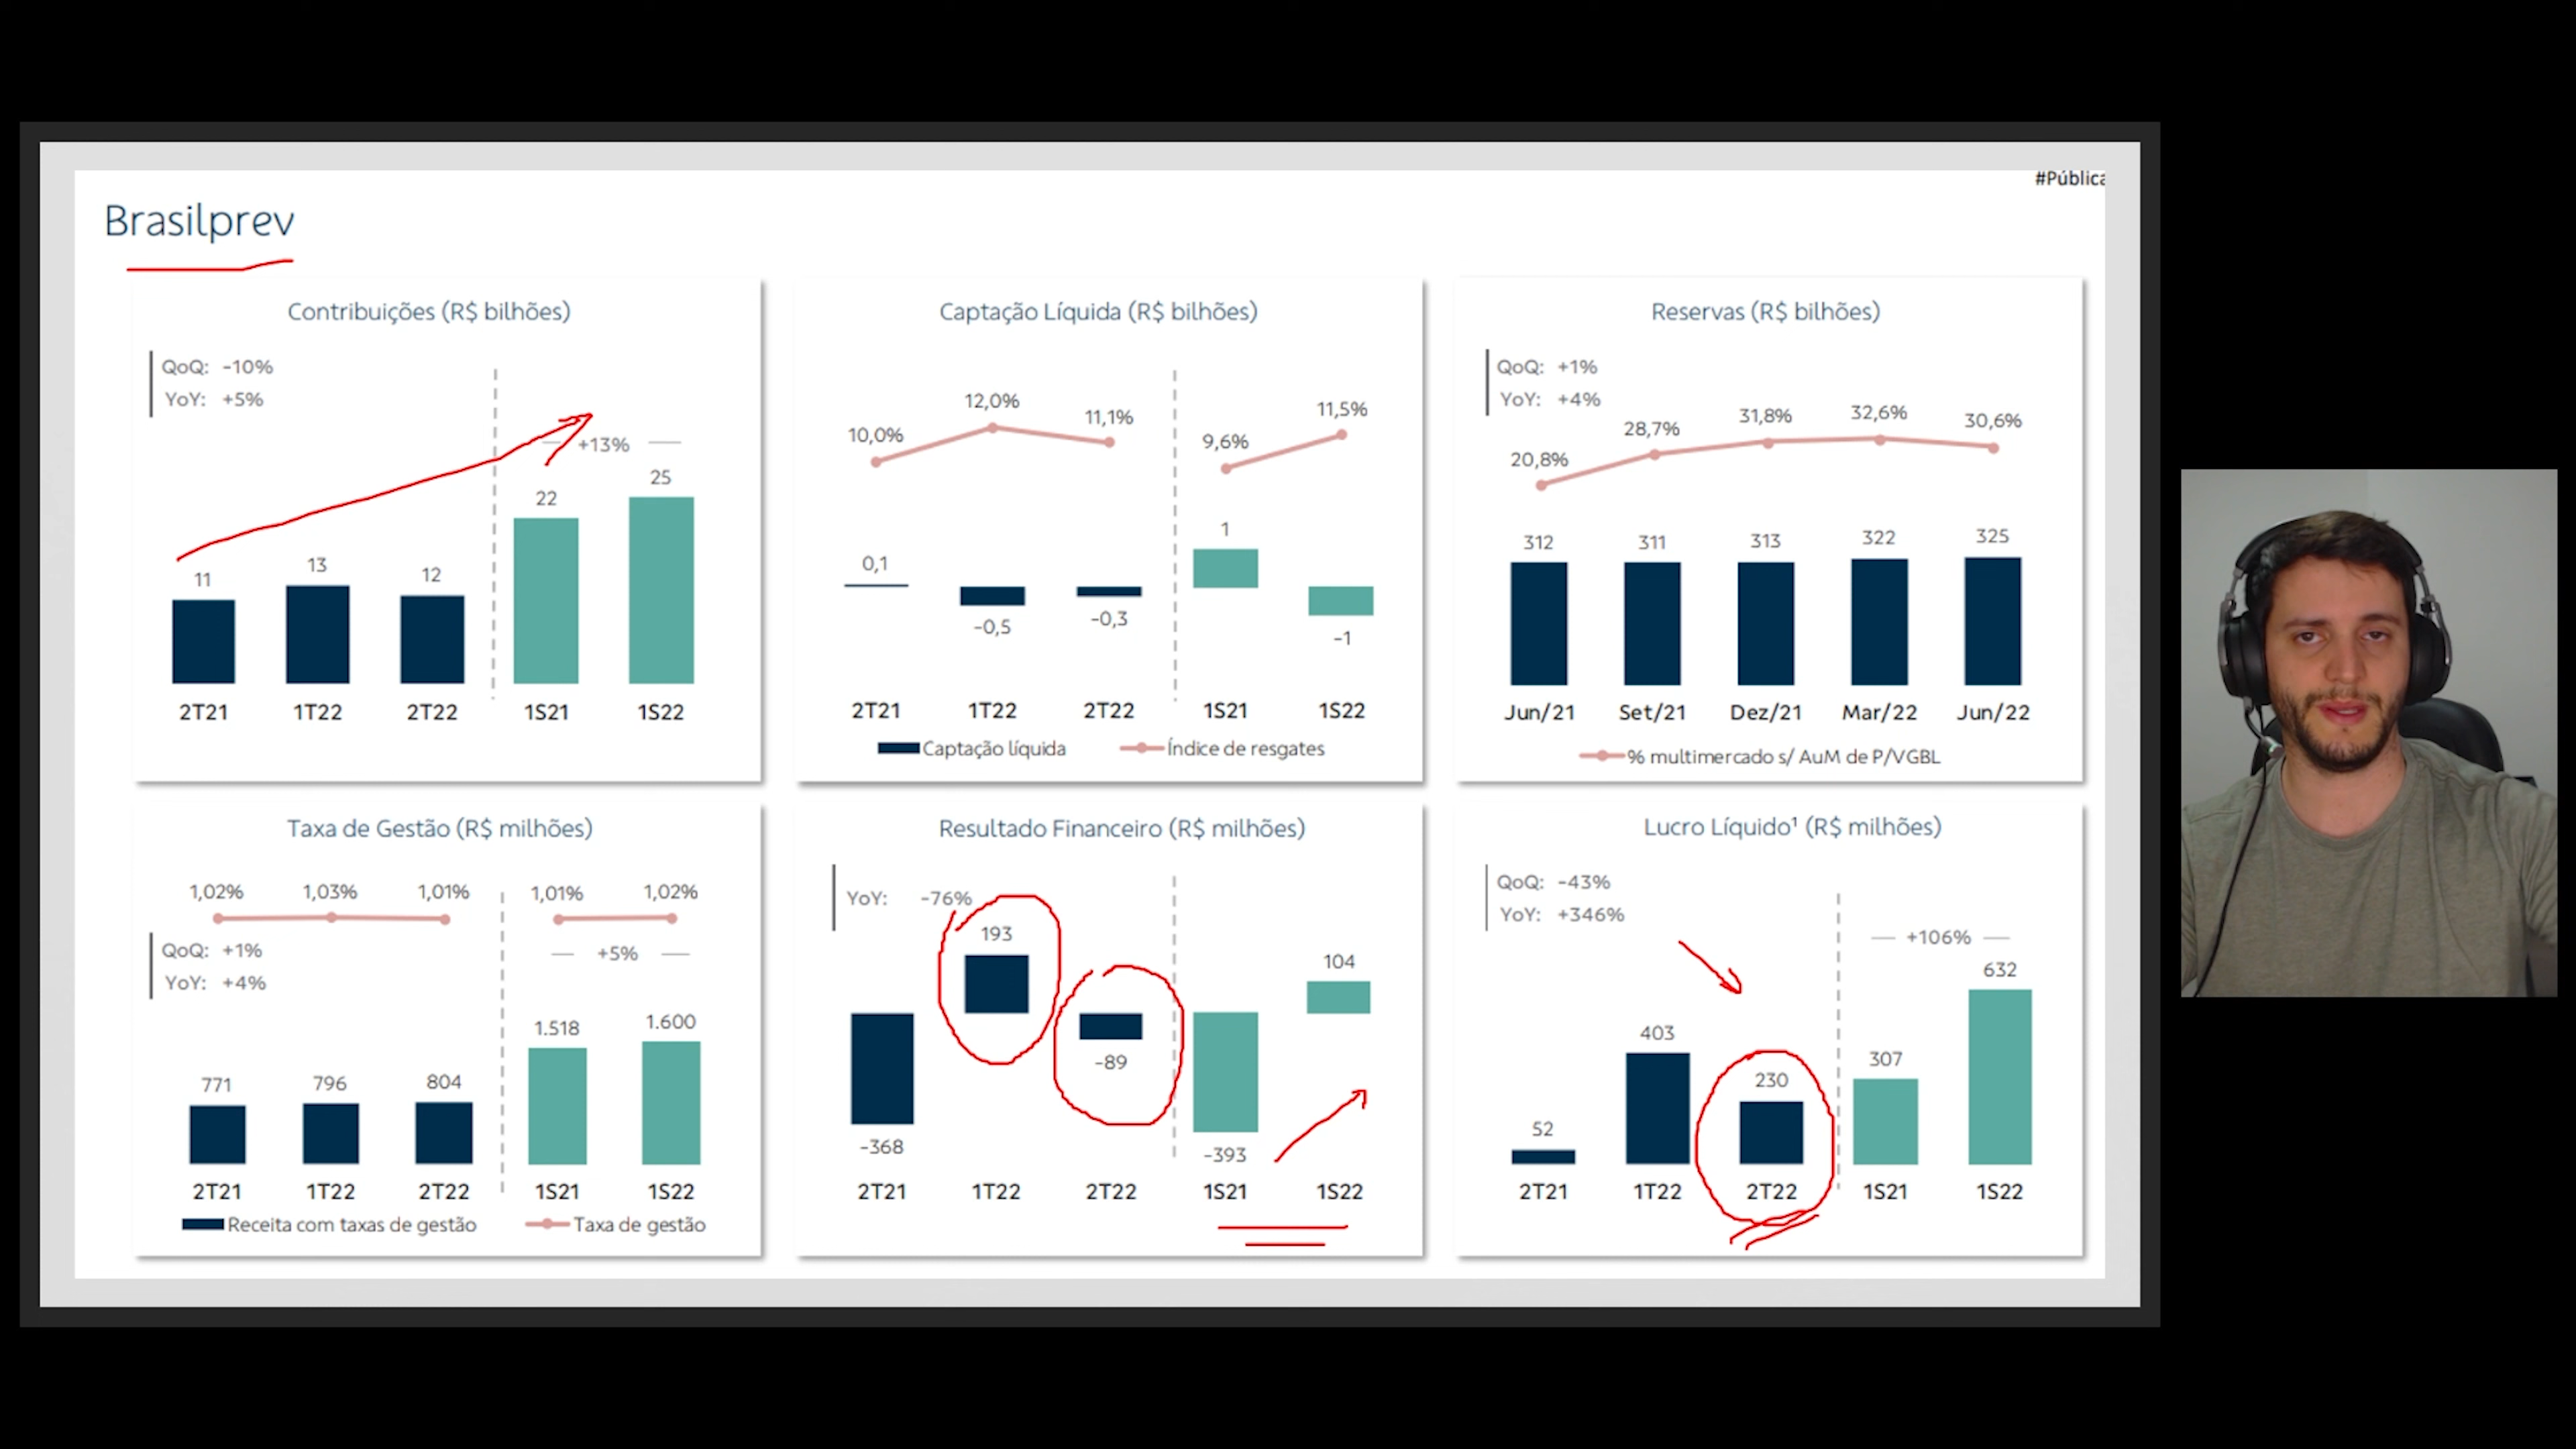 #Pública
Brasilprev
Contribuições (R$ bilhões)
QoQ: -10%
YoY: +5%
+13%
11
13
12
22
25
2T21
1T22
2T22
1S21
1S22
Captação Líquida (R$ bilhões)
10,0%
12,0%
11,1%
9,6%
11,5%
0,1
-0,5
-0,3
1
-1
2T21
1T22
2T22
1S21
1S22
Captação líquida
Índice de resgates
Reservas (R$ bilhões)
QoQ: +1%
YoY: +4%
20,8%
28,7%
31,8%
32,6%
30,6%
312
311
313
322
325
Jun/21
Set/21
Dez/21
Mar/22
Jun/22
% multimercado s/ AuM de P/VGBL
Taxa de Gestão (R$ milhões)
1,02%
1,03%
1,01%
1,01%
1,02%
QoQ: +1%
YoY: +4%
+5%
771
796
804
1.518
1.600
2T21
1T22
2T22
1S21
1S22
Receita com taxas de gestão
Taxa de gestão
Resultado Financeiro (R$ milhões)
YoY: -76%
-368
193
-89
-393
104
2T21
1T22
2T22
1S21
1S22
Lucro Líquido¹ (R$ milhões)
QoQ: -43%
YoY: +346%
+106%
52
403
230
307
632
2T21
1T22
2T22
1S21
1S22